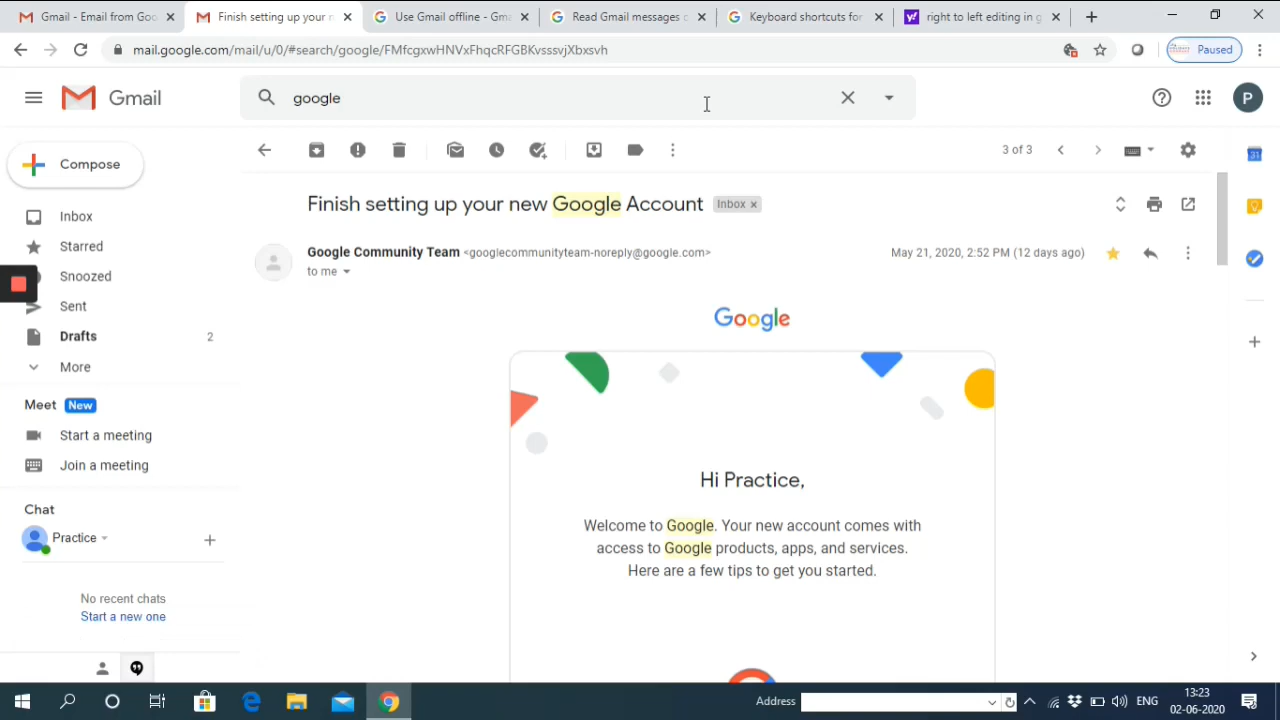 Gmail - Email from Goo
Finish setting up your n
Use Gmail offline - Gma
Read Gmail messages o
Keyboard shortcuts for
right to left editing in g
mail.google.com/mail/u/0/#search/google/FMfcgxwHNVxFhqcRFGBKvsssvjXbxsvh
Paused
Gmail
google
P
Compose
3 of 3
31
Finish setting up your new Google Account
Inbox x
Inbox
Starred
Snoozed
Sent
Drafts 2
More
Google Community Team <googlecommunityteam-noreply@google.com>
May 21, 2020, 2:52 PM (12 days ago)
to me
Google
Meet New
Start a meeting
Join a meeting
Hi Practice,
Chat
Practice
Welcome to Google. Your new account comes with
access to Google products, apps, and services.
Here are a few tips to get you started.
No recent chats
Start a new one
Address
ENG
13:23
02-06-2020